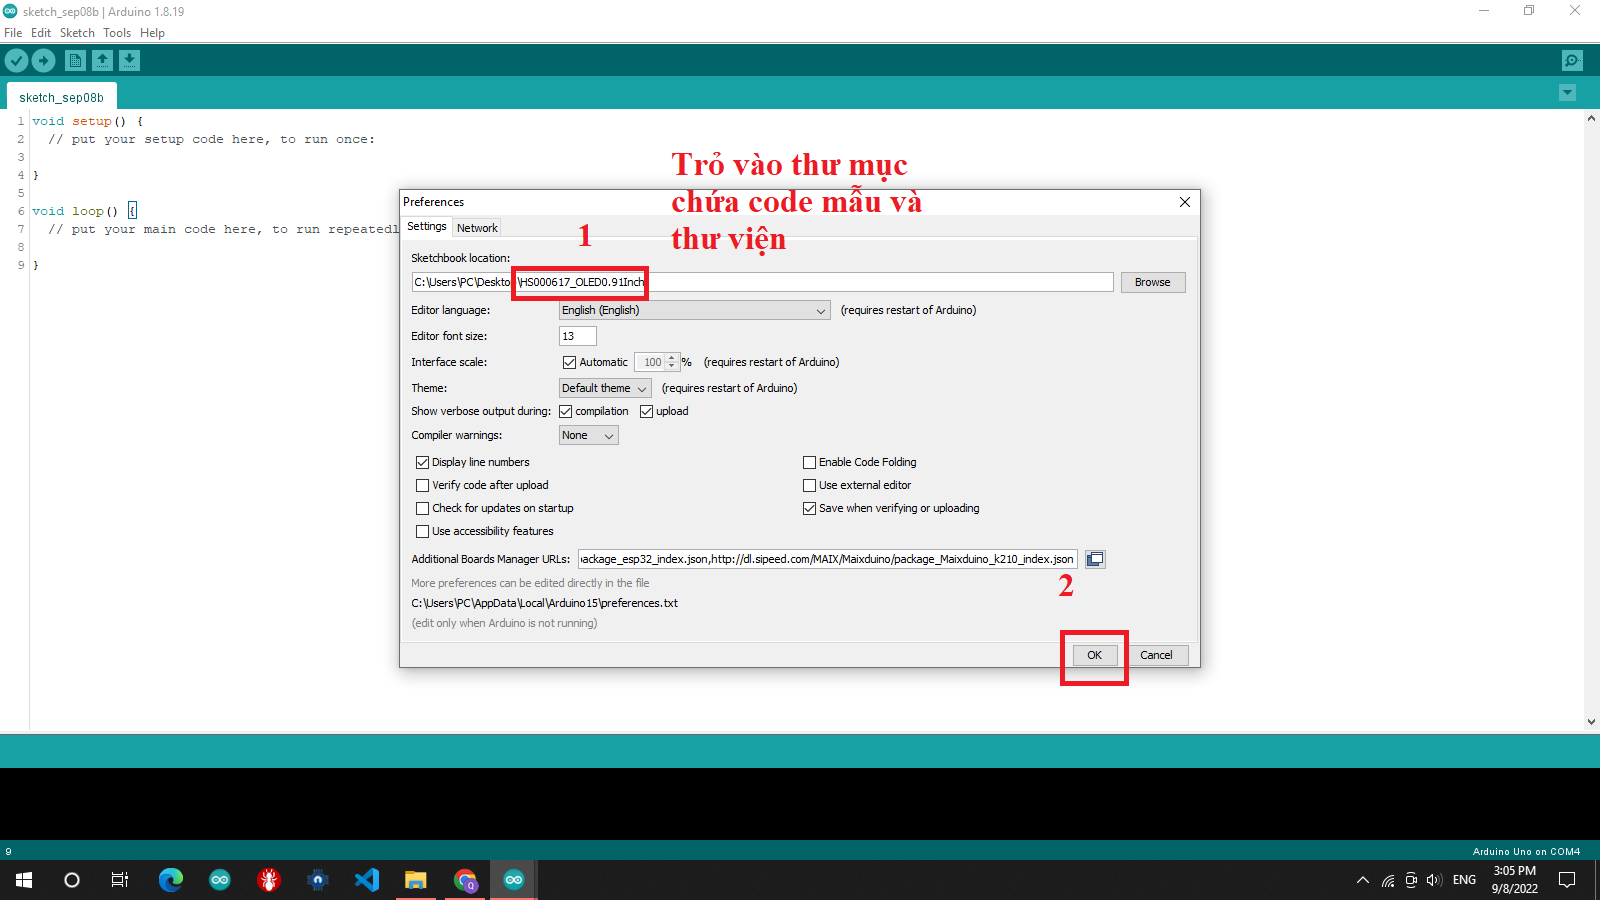 sketch_sep08b | Arduino 1.8.19
File Edit Sketch Tools Help
sketch_sep08b
1 void setup() {
2 // put your setup code here, to run once:
3
4 }
5
6 void loop() {
7 // put your main code here, to run repeatedl
8
9 }
Trỏ vào thư mục
chứa code mẫu và
thư viện
Preferences
Settings Network
1
Sketchbook location:
C:\Users\PC\Desktop\HS000617_OLED0.91Inch
Browse
Editor language: English (English) (requires restart of Arduino)
Editor font size: 13
Interface scale: Automatic 100 % (requires restart of Arduino)
Theme: Default theme (requires restart of Arduino)
Show verbose output during: compilation upload
Compiler warnings: None
Display line numbers Enable Code Folding
Verify code after upload Use external editor
Check for updates on startup Save when verifying or uploading
Use accessibility features
Additional Boards Manager URLs: package_esp32_index.json,http://dl.sipeed.com/MAIX/Maixduino/package_Maixduino_k210_index.json
More preferences can be edited directly in the file
2
C:\Users\PC\AppData\Local\Arduino15\preferences.txt
(edit only when Arduino is not running)
OK Cancel
9 Arduino Uno on COM4
Q
ENG
3:05 PM
9/8/2022